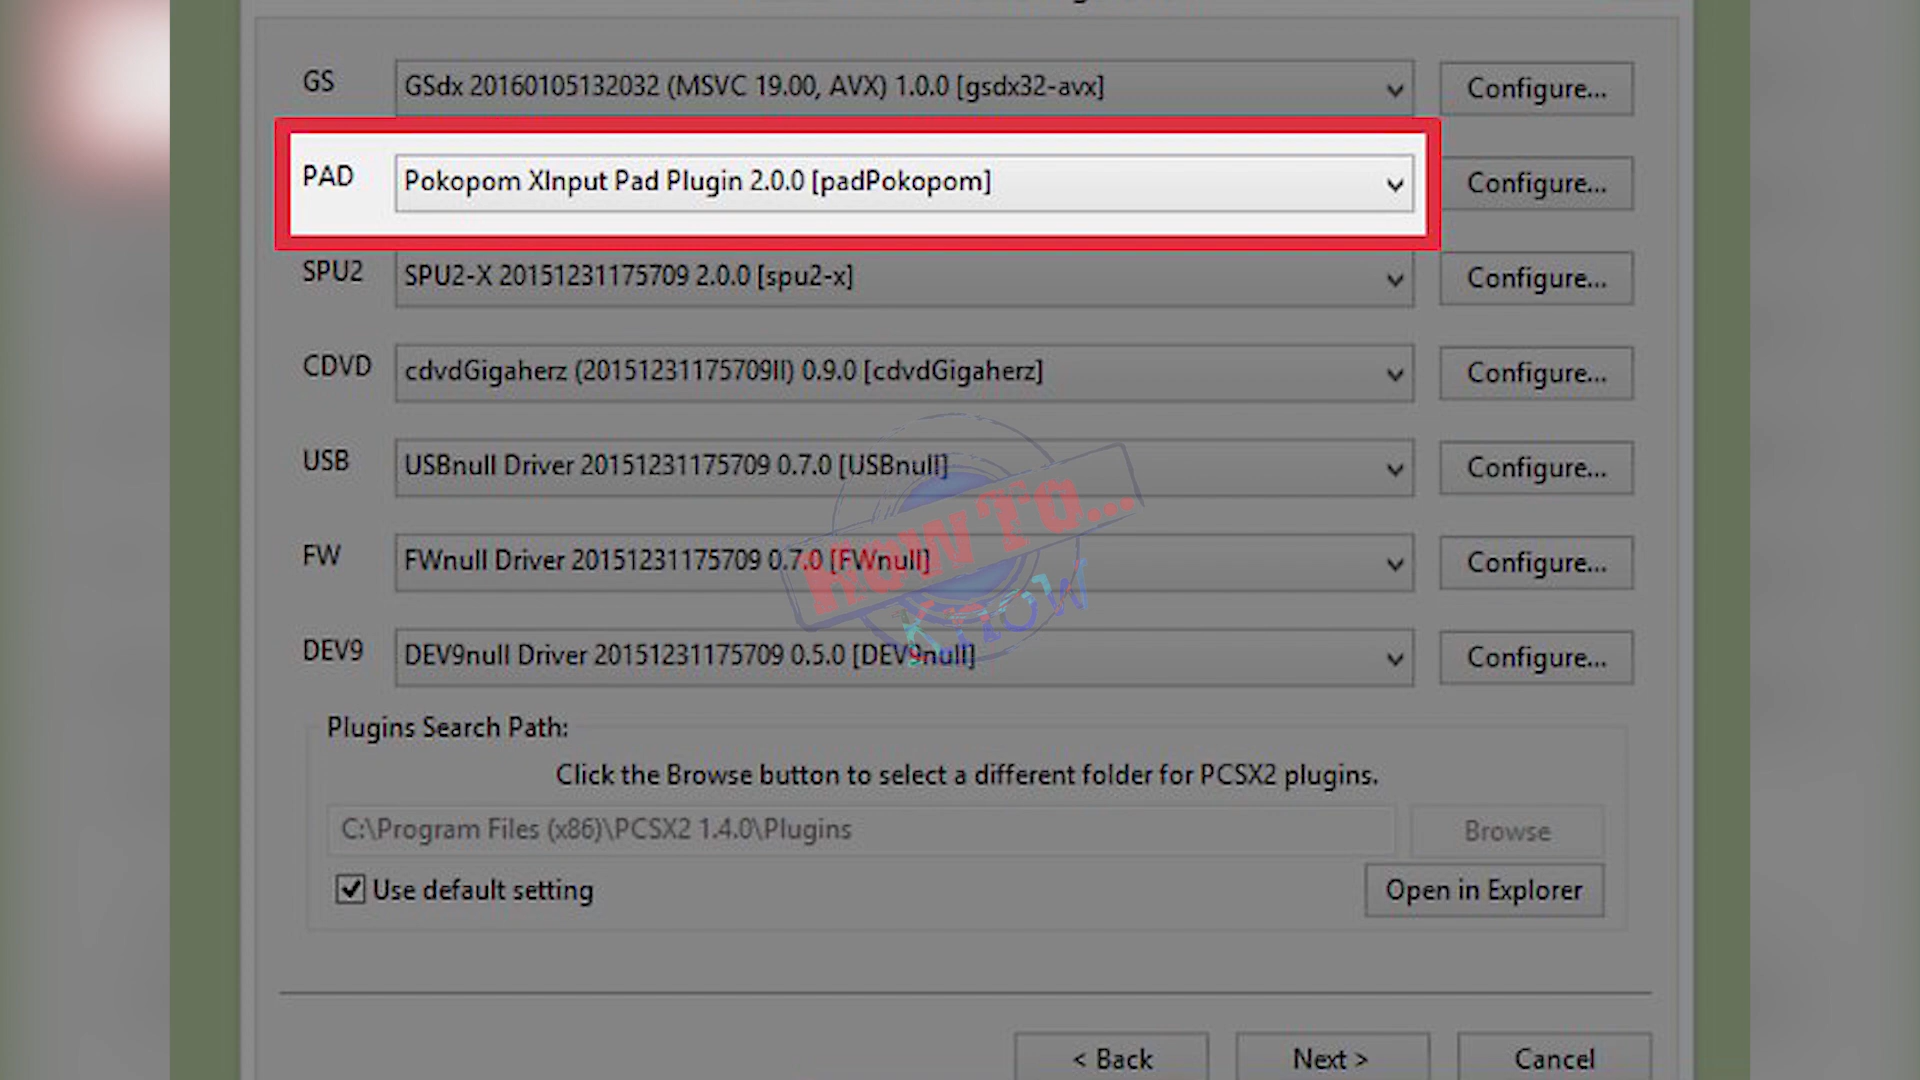 GS
GSdx 20160105132032 (MSVC 19.00, AVX) 1.0.0 [gsdx32-avx]
Configure...
PAD
Pokopom XInput Pad Plugin 2.0.0 [padPokopom]
Configure...
SPU2
SPU2-X 20151231175709 2.0.0 [spu2-x]
Configure...
CDVD
cdvdGigaherz (20151231175709II) 0.9.0 [cdvdGigaherz]
Configure...
USB
USBnull Driver 20151231175709 0.7.0 [USBnull]
Configure...
HowTo...
Know
FW
FWnull Driver 20151231175709 0.7.0 [FWnull]
Configure...
DEV9
DEV9null Driver 20151231175709 0.5.0 [DEV9null]
Configure...
Plugins Search Path:
Click the Browse button to select a different folder for PCSX2 plugins.
C:\Program Files (x86)\PCSX2 1.4.0\Plugins
Browse
Use default setting
Open in Explorer
< Back
Next >
Cancel